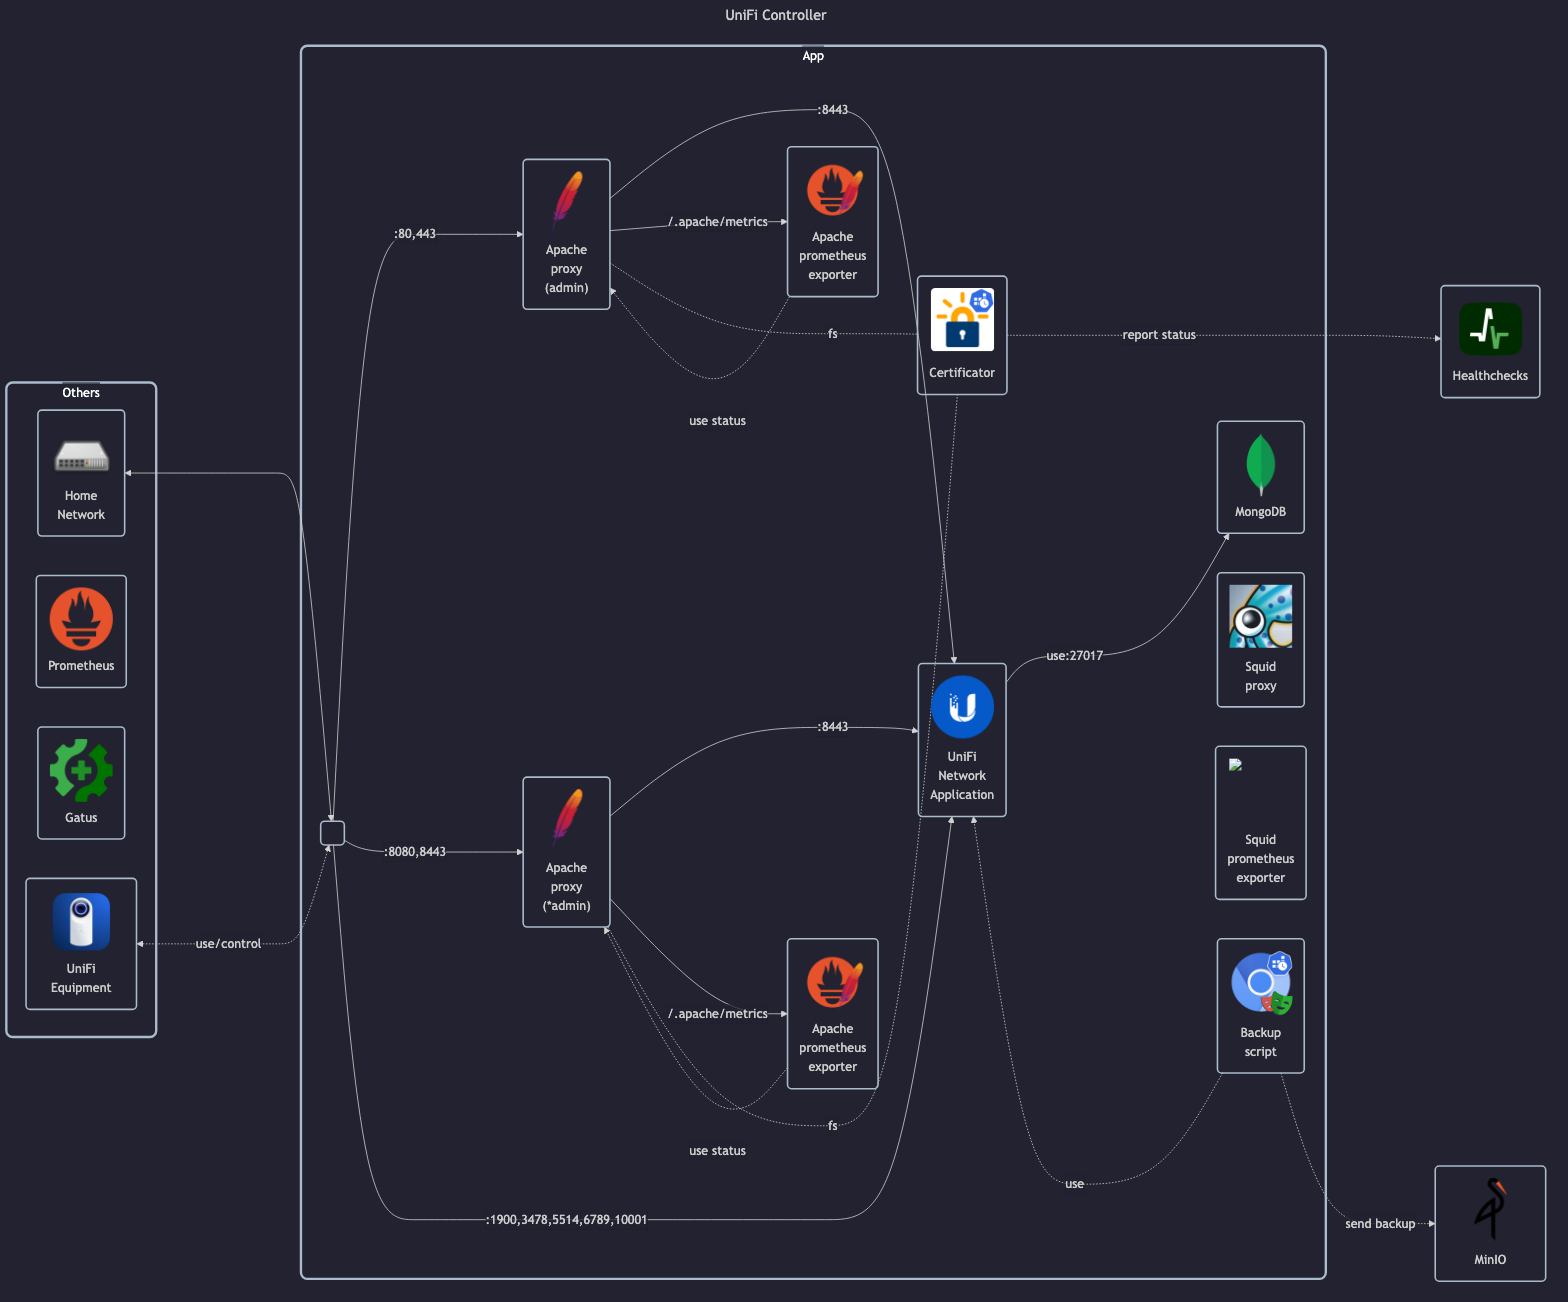 UniFi Controller
App
:8443
Apache
prometheus
exporter
/.apache/metrics
:80,443
Apache
proxy
(admin)
fs
Certificator
report status
Healthchecks
use status
Others
Home
Network
Prometheus
Gatus
UniFi
Equipment
use/control
MongoDB
use:27017
Squid
proxy
:8443
UniFi
Network
Application
:8080,8443
Apache
proxy
(*admin)
Squid
prometheus
exporter
/.apache/metrics
Apache
prometheus
exporter
Backup
script
fs
use status
use
:1900,3478,5514,6789,10001
send backup
MinIO